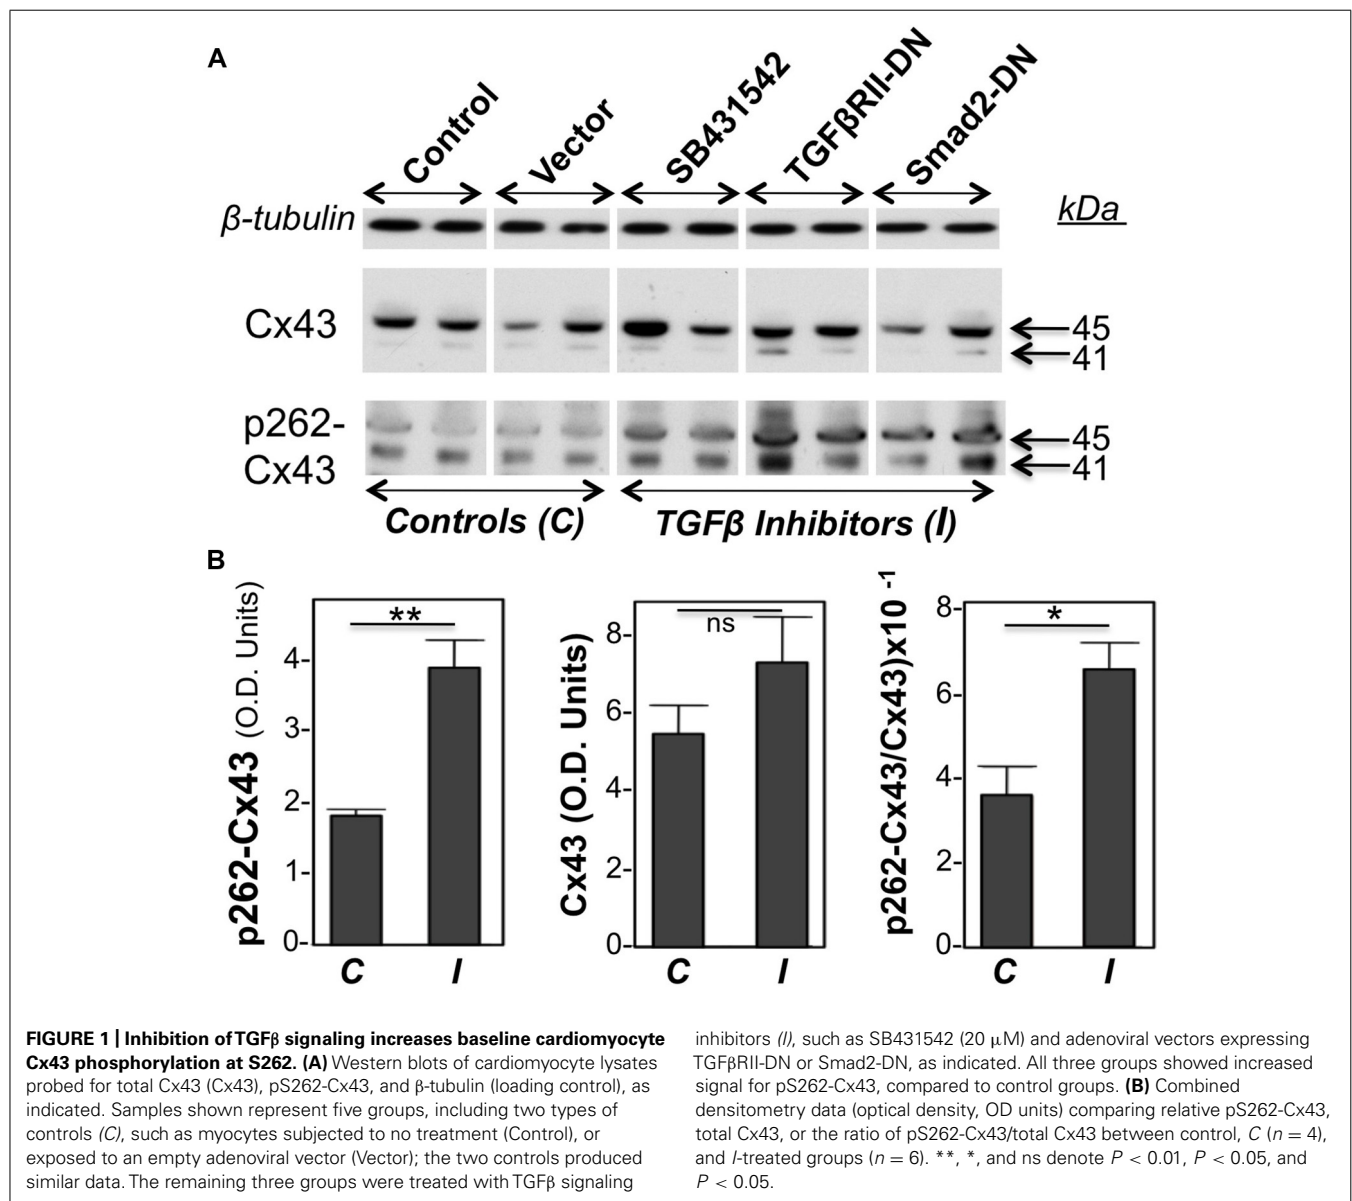 A
Control
Vector
SB431542
TGFβRII-DN
Smad2-DN
β-tubulin
kDa
Cx43
45
41
p262-
Cx43
45
41
Controls (C)
TGFβ Inhibitors (I)
B
p262-Cx43 (O.D. Units)
4-
3-
2-
1-
0-
**
C
I
Cx43 (O.D. Units)
8-
6-
4-
2-
0-
ns
C
I
p262-Cx43/Cx43)x10 -1
8-
6-
4-
2-
0-
*
C
I
FIGURE 1 | Inhibition of TGFβ signaling increases baseline cardiomyocyte
Cx43 phosphorylation at S262. (A) Western blots of cardiomyocyte lysates
probed for total Cx43 (Cx43), pS262-Cx43, and β-tubulin (loading control), as
indicated. Samples shown represent five groups, including two types of
controls (C), such as myocytes subjected to no treatment (Control), or
exposed to an empty adenoviral vector (Vector); the two controls produced
similar data. The remaining three groups were treated with TGFβ signaling
inhibitors (I), such as SB431542 (20 μM) and adenoviral vectors expressing
TGFβRII-DN or Smad2-DN, as indicated. All three groups showed increased
signal for pS262-Cx43, compared to control groups. (B) Combined
densitometry data (optical density, OD units) comparing relative pS262-Cx43,
total Cx43, or the ratio of pS262-Cx43/total Cx43 between control, C (n = 4),
and I-treated groups (n = 6). **, *, and ns denote P < 0.01, P < 0.05, and
P < 0.05.